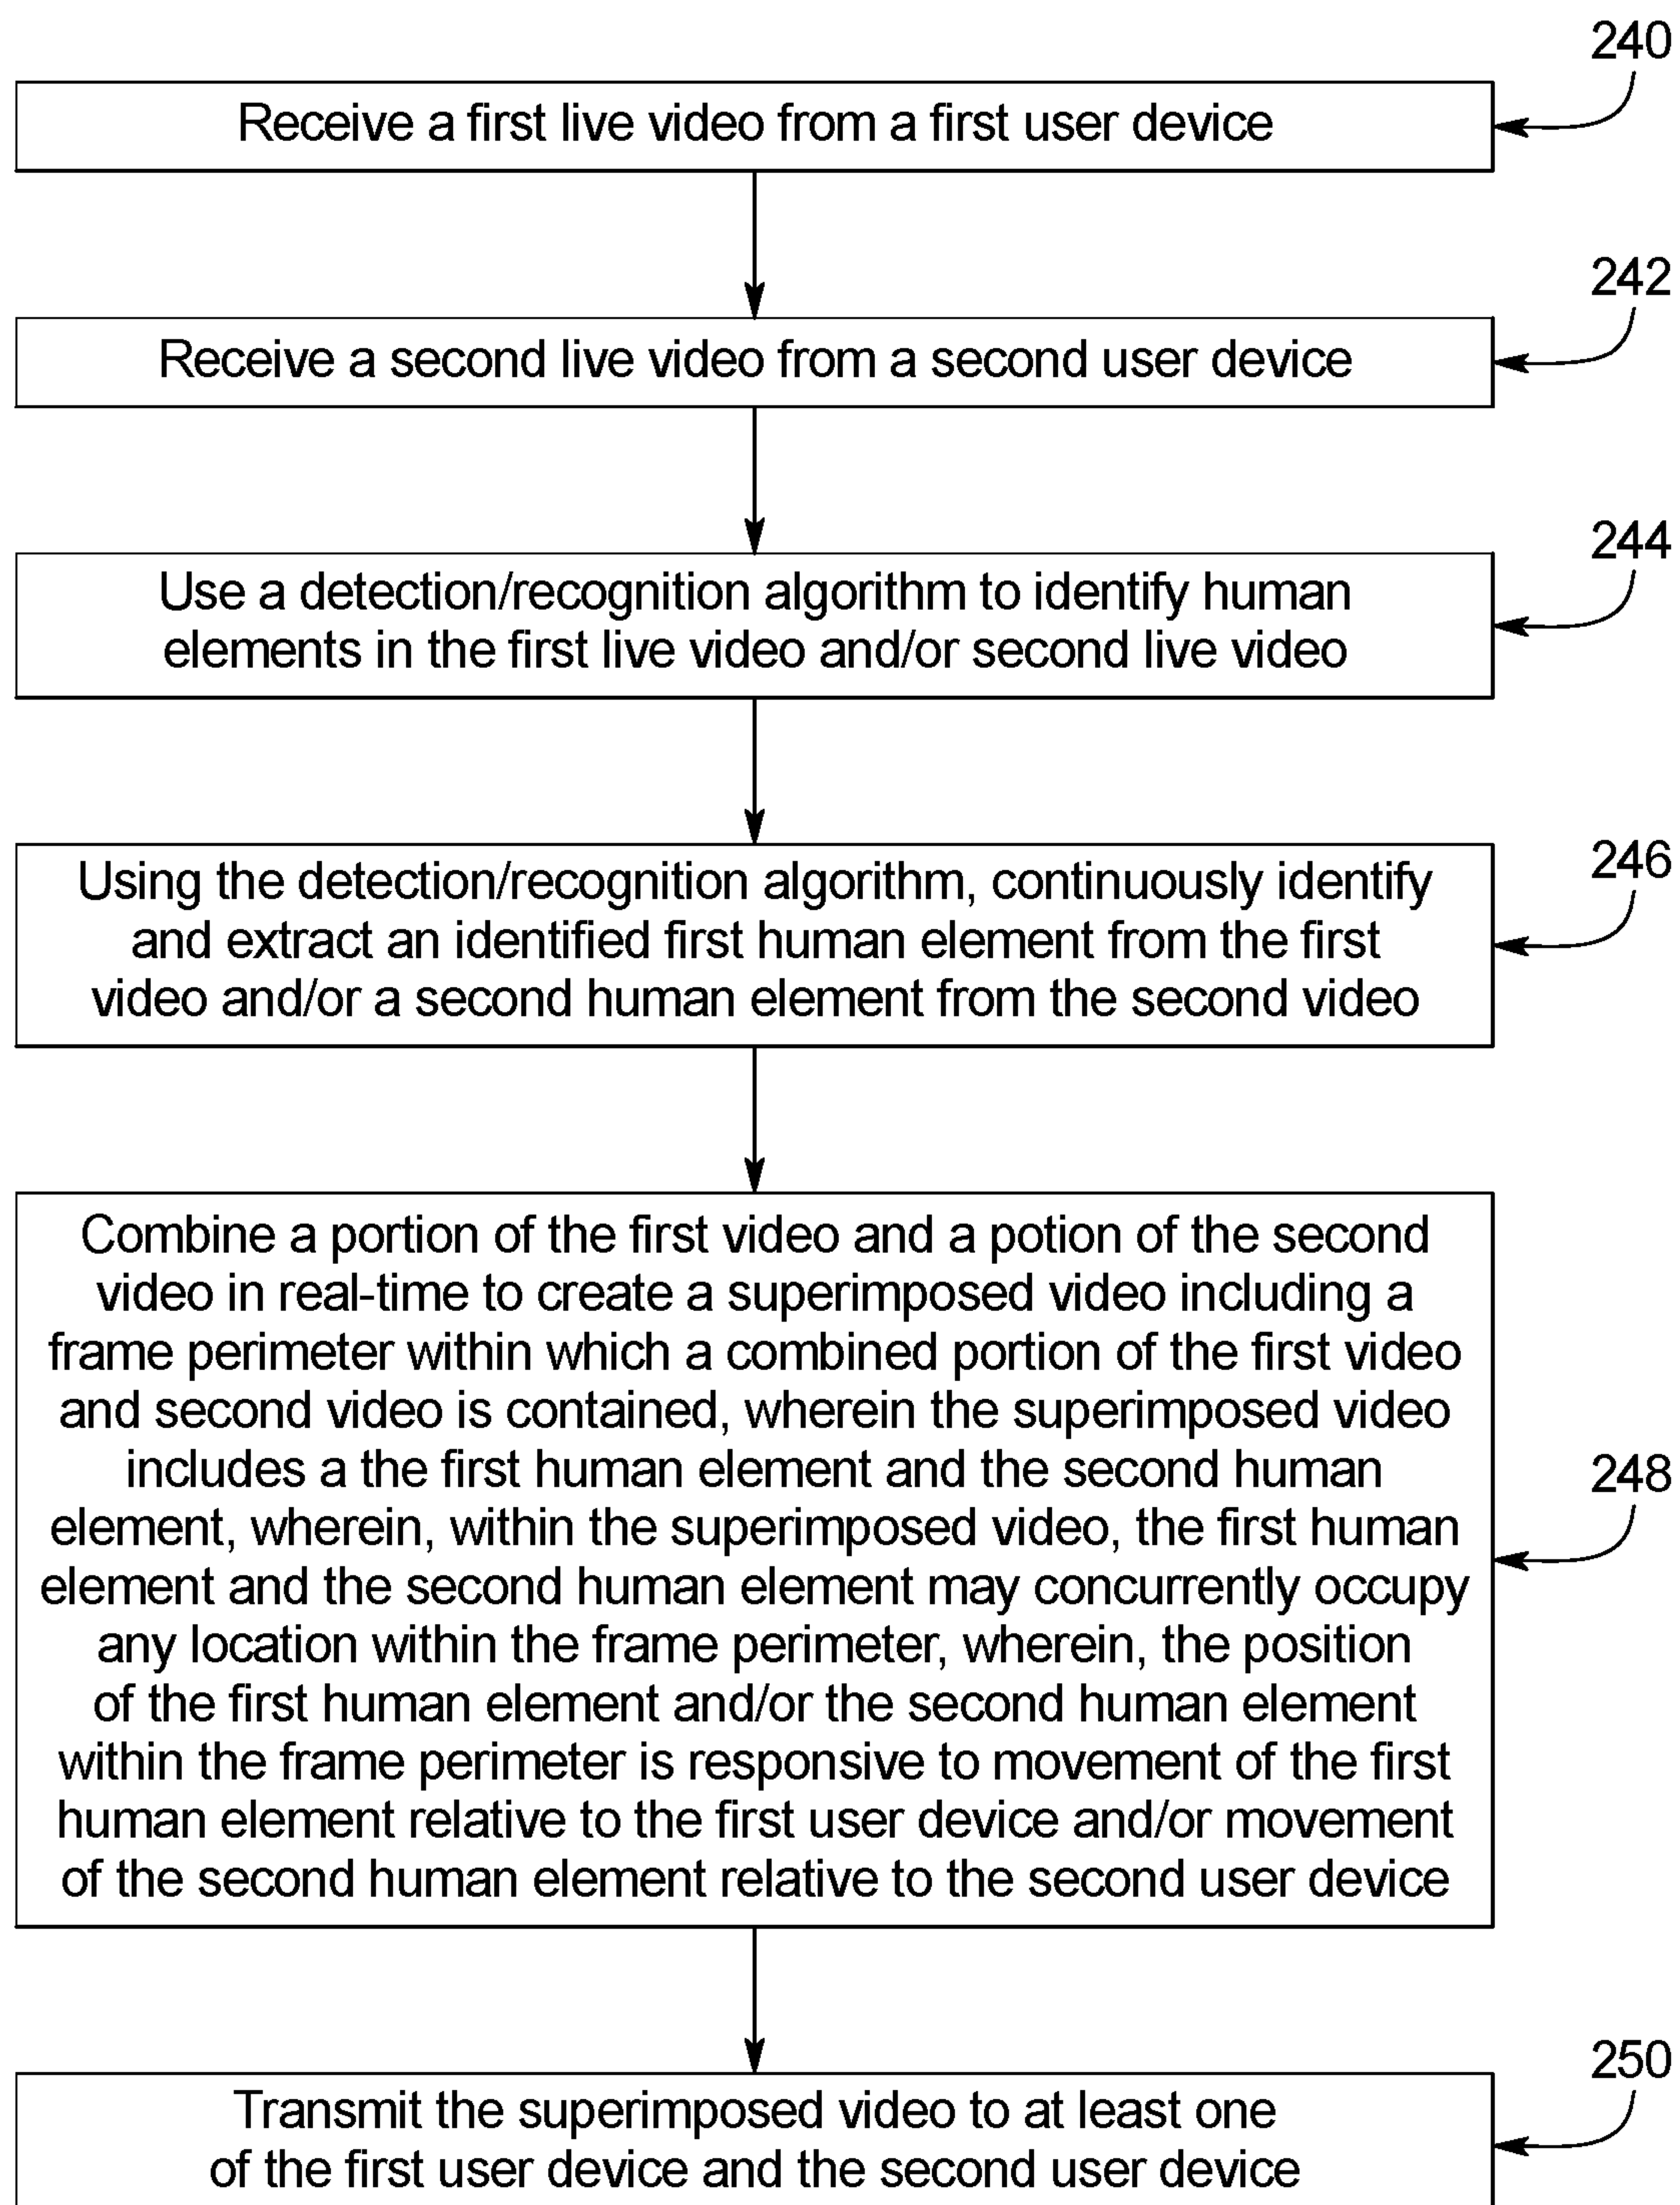 240
Receive a first live video from a first user device
242
Receive a second live video from a second user device
244
Use a detection/recognition algorithm to identify human
elements in the first live video and/or second live video
246
Using the detection/recognition algorithm, continuously identify
and extract an identified first human element from the first
video and/or a second human element from the second video
Combine a portion of the first video and a potion of the second
video in real-time to create a superimposed video including a
frame perimeter within which a combined portion of the first video
and second video is contained, wherein the superimposed video
includes a the first human element and the second human
248
element, wherein, within the superimposed video, the first human
element and the second human element may concurrently occupy
any location within the frame perimeter, wherein, the position
of the first human element and/or the second human element
within the frame perimeter is responsive to movement of the first
human element relative to the first user device and/or movement
of the second human element relative to the second user device
250
Transmit the superimposed video to at least one
of the first user device and the second user device